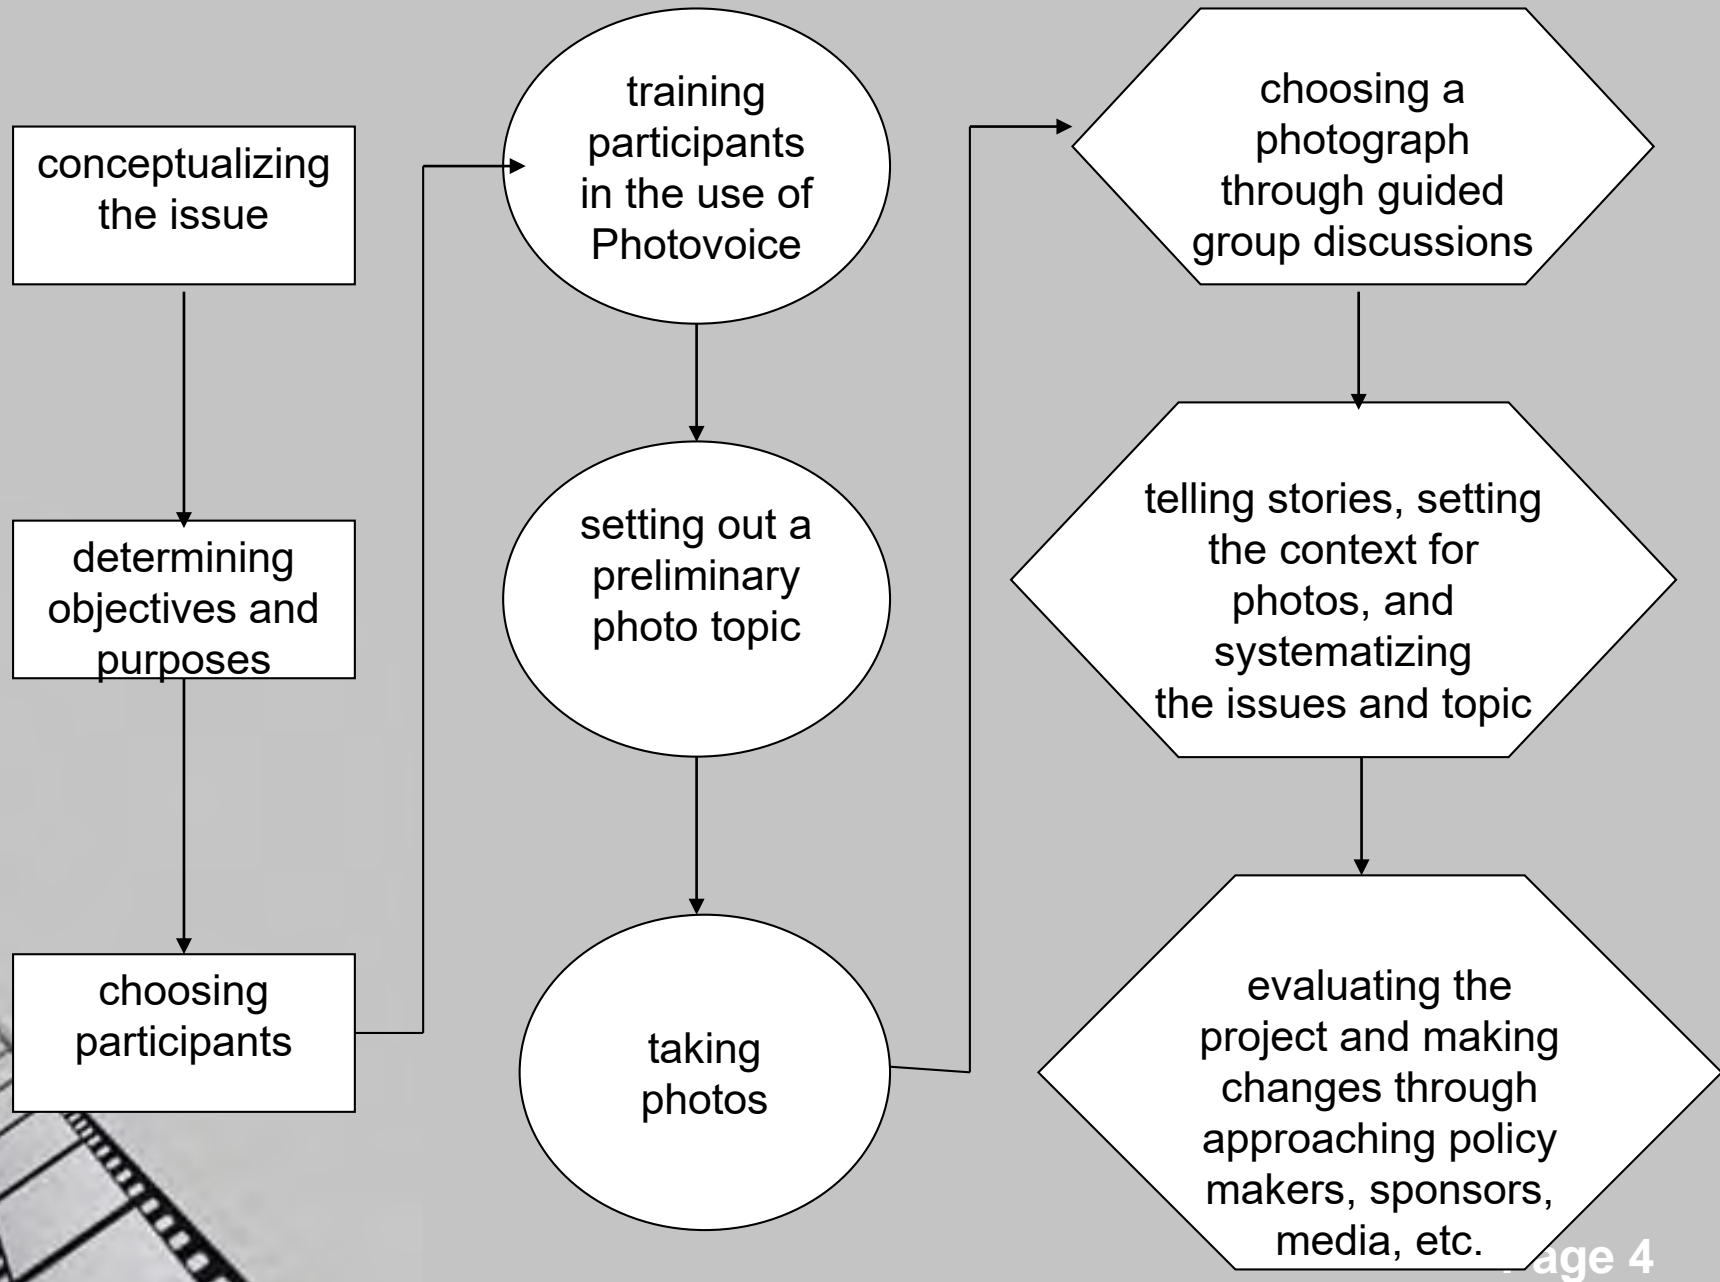 conceptualizing
the issue
determining
objectives and
purposes
choosing
participants
training
participants
in the use of
Photovoice
setting out a
preliminary
photo topic
taking
photos
choosing a
photograph
through guided
group discussions
telling stories, setting
the context for
photos, and
systematizing
the issues and topic
evaluating the
project and making
changes through
approaching policy
makers, sponsors,
media, etc.
Page 4